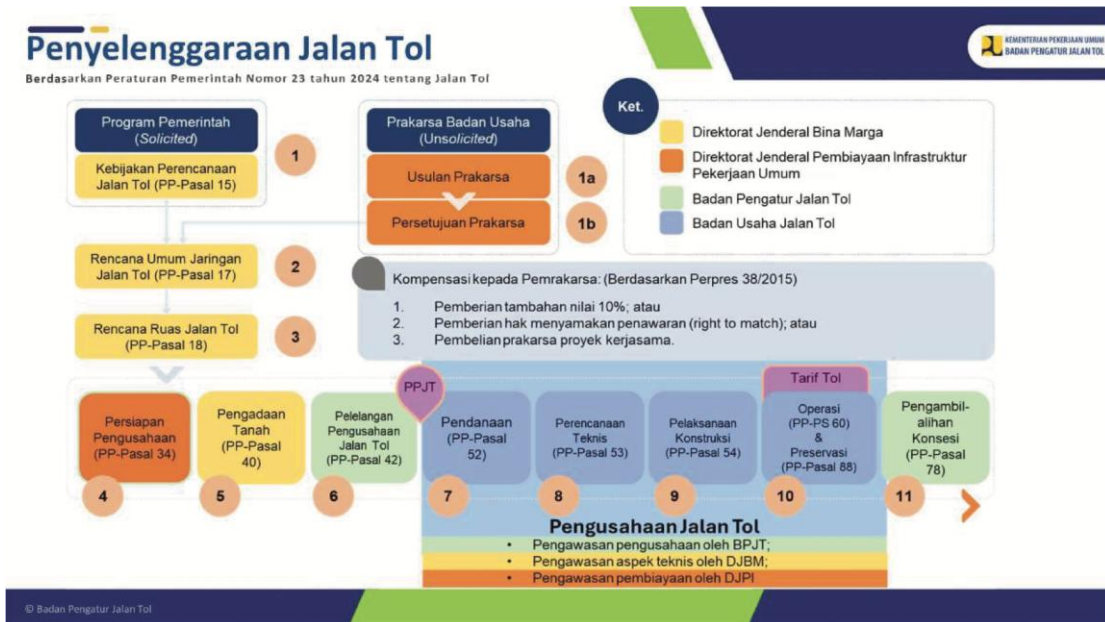 Penyelenggaraan Jalan Tol
Berdasarkan Peraturan Pemerintah Nomor 23 tahun 2024 tentang Jalan Tol
KEMENTERIAN PEKERJAAN UMUM
BADAN PENGATUR JALAN TOL
Program Pemerintah
(Solicited)
Kebijakan Perencanaan
Jalan Tol (PP-Pasal 15)
1
Prakarsa Badan Usaha
(Unsolicited)
Usulan Prakarsa
1a
Persetujuan Prakarsa
1b
Ket.
Direktorat Jenderal Bina Marga
Direktorat Jenderal Pembiayaan Infrastruktur
Pekerjaan Umum
Badan Pengatur Jalan Tol
Badan Usaha Jalan Tol
Rencana Umum Jaringan
Jalan Tol (PP-Pasal 17)
2
Rencana Ruas Jalan Tol
(PP-Pasal 18)
3
Kompensasi kepada Pemrakarsa: (Berdasarkan Perpres 38/2015)
1. Pemberian tambahan nilai 10%; atau
2. Pemberian hak menyamakan penawaran (right to match); atau
3. Pembelian prakarsa proyek kerjasama.
PPJT
Tarif Tol
Persiapan
Pengusahaan
(PP-Pasal 34)
4
Pengadaan
Tanah
(PP-Pasal
40)
5
Pelelangan
Pengusahaan
Jalan Tol
(PP-Pasal 42)
6
Pendanaan
(PP-Pasal
52)
7
Perencanaan
Teknis
(PP-Pasal 53)
8
Pelaksanaan
Konstruksi
(PP-Pasal 54)
9
Operasi
(PP-PS 60)
&
Preservasi
(PP-Pasal 88)
10
Pengambil-
alihan
Konsesi
(PP-Pasal
78)
11
Pengusahaan Jalan Tol
• Pengawasan pengusahaan oleh BPJT;
• Pengawasan aspek teknis oleh DJBM;
• Pengawasan pembiayaan oleh DJPI
© Badan Pengatur Jalan Tol